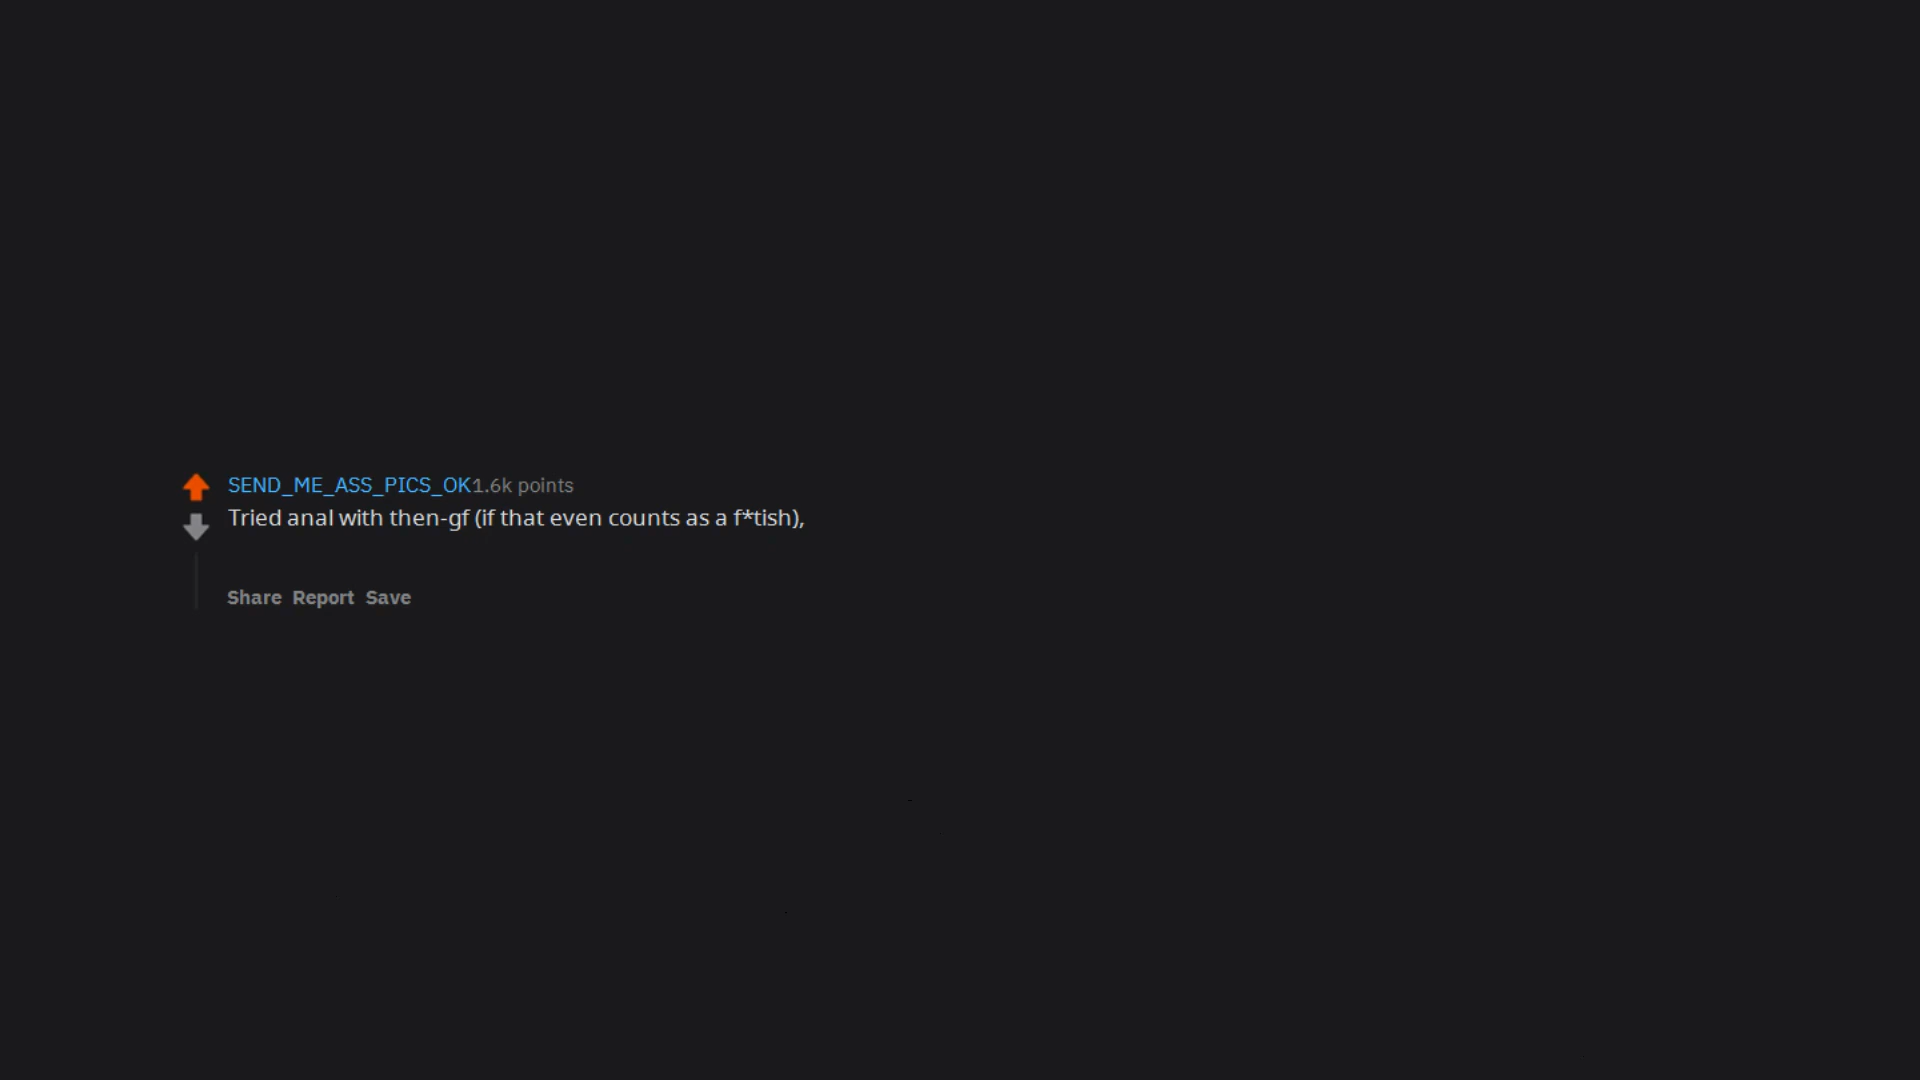 SEND_ME_ASS_PICS_OK1.6k points
Tried anal with then-gf (if that even counts as a f*tish),
Share Report Save